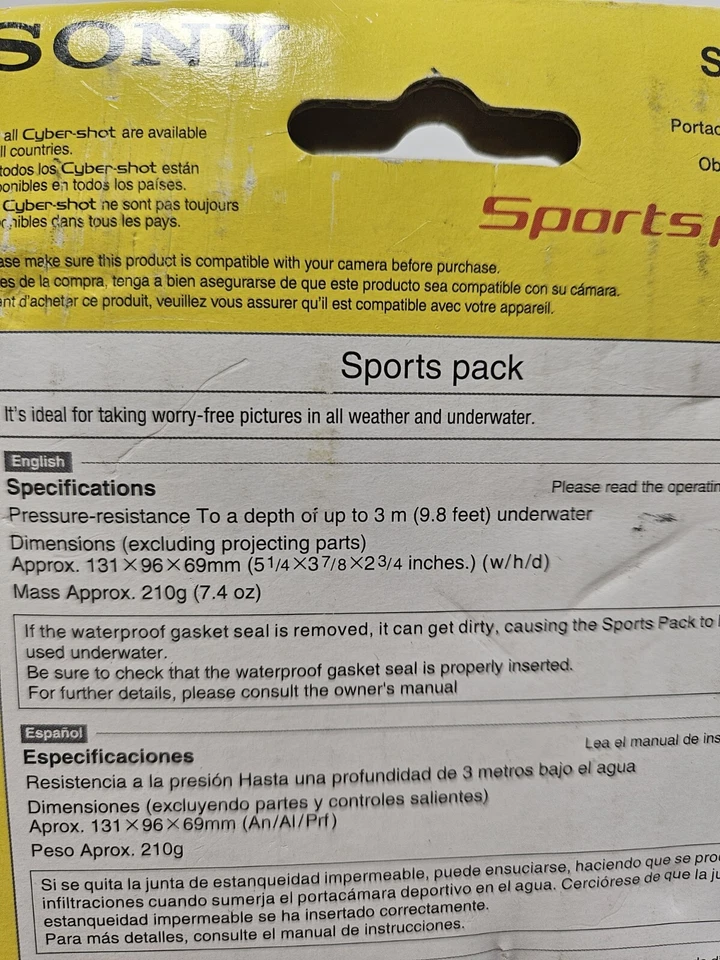 SONY
all Cyber-shot are available
ll countries.
todos los Cyber-shot están
ponibles en todos los países.
Cyber-shot ne sont pas toujours
nibles dans tous les pays.
S
Portac
Ob
Sports p
ase make sure this product is compatible with your camera before purchase.
es de la compra, tenga a bien asegurarse de que este producto sea compatible con su cámara.
ant d'acheter ce produit, veuillez vous assurer qu'il est compatible avec votre appareil.
Sports pack
It's ideal for taking worry-free pictures in all weather and underwater.
English
Specifications
Please read the operatin
Pressure-resistance To a depth of up to 3 m (9.8 feet) underwater
Dimensions (excluding projecting parts)
Approx. 131×96×69mm (5 1/4×3 7/8×2 3/4 inches.) (w/h/d)
Mass Approx. 210g (7.4 oz)
If the waterproof gasket seal is removed, it can get dirty, causing the Sports Pack to l
used underwater.
Be sure to check that the waterproof gasket seal is properly inserted.
For further details, please consult the owner's manual
Español
Especificaciones
Lea el manual de ins
Resistencia a la presión Hasta una profundidad de 3 metros bajo el agua
Dimensiones (excluyendo partes y controles salientes)
Aprox. 131×96×69mm (An/Al/Prf)
Peso Aprox. 210g
Si se quita la junta de estanqueidad impermeable, puede ensuciarse, haciendo que se pro
infiltraciones cuando sumerja el portacámara deportivo en el agua. Cerciórese de que la ju
estanqueidad impermeable se ha insertado correctamente.
Para más detalles, consulte el manual de instrucciones.